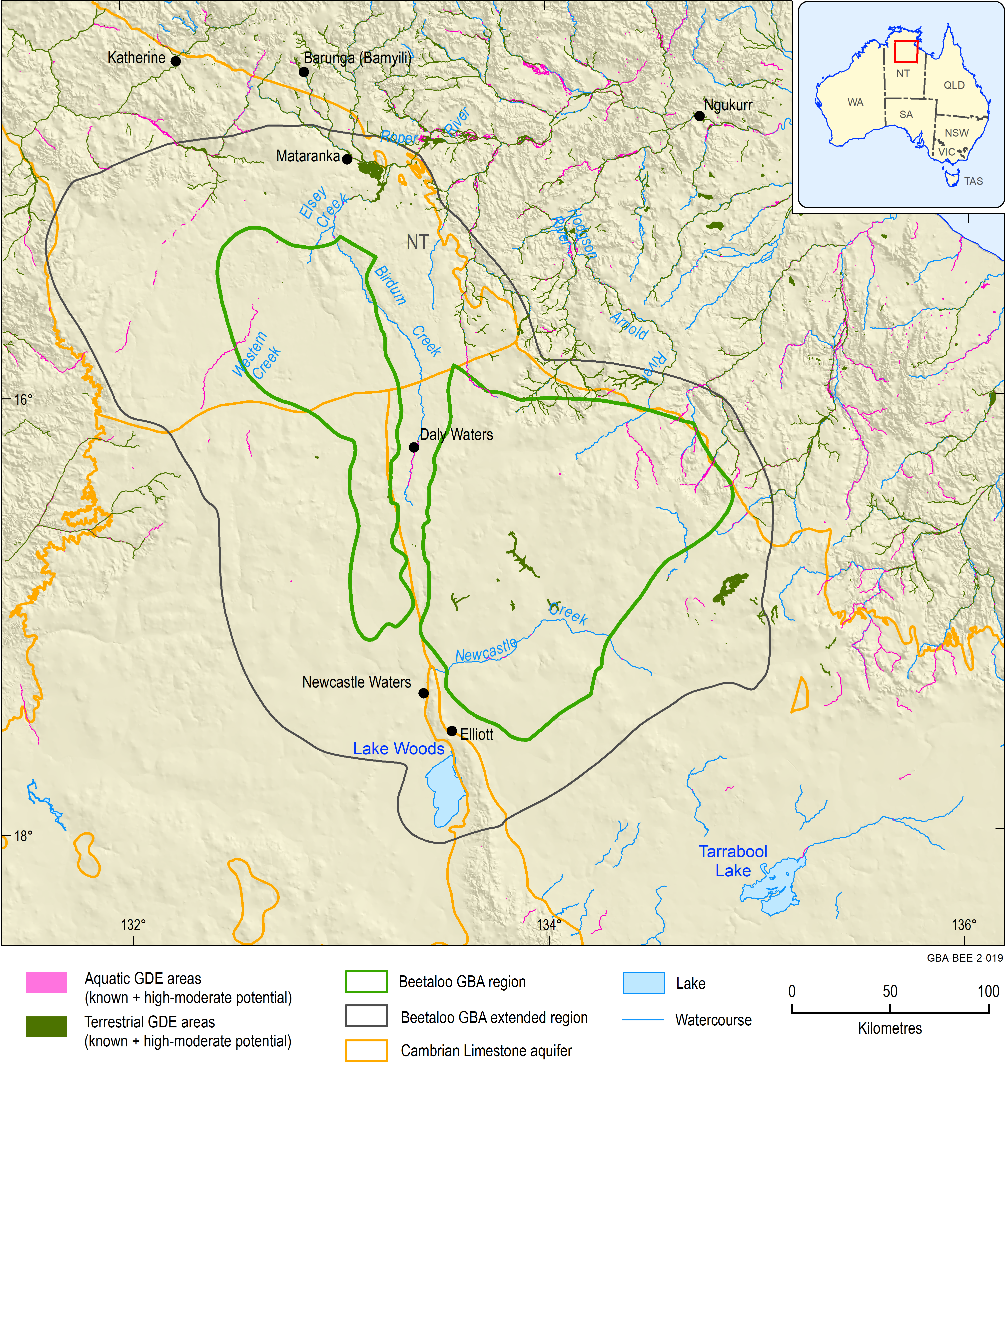 Katherine
Barunga (Bamyili)
Ngukurr
Roper River
Mataranka
Elsey
Creek
NT
Hodgson
River
Birdum
Creek
Arnold
River
Western
Creek
16°
Daly Waters
Newcastle Creek
Newcastle Waters
Elliott
Lake Woods
18°
Tarrabool
Lake
132°
134°
136°
WA
NT
QLD
SA
NSW
VIC
TAS
GBA BEE 2 019
Aquatic GDE areas
(known + high-moderate potential)
Terrestrial GDE areas
(known + high-moderate potential)
Beetaloo GBA region
Beetaloo GBA extended region
Cambrian Limestone aquifer
Lake
Watercourse
0 50 100
Kilometres